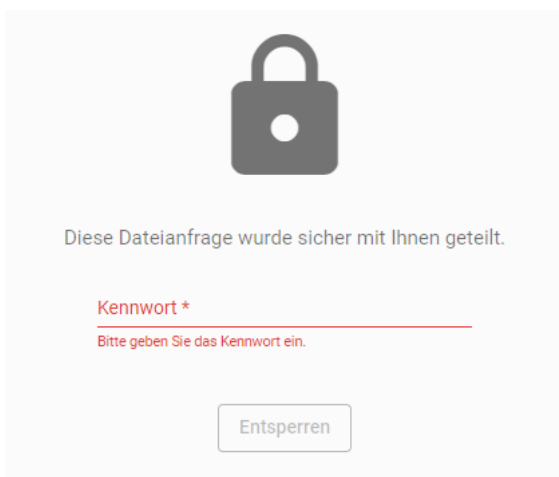 Diese Dateianfrage wurde sicher mit Ihnen geteilt.
Kennwort *
Bitte geben Sie das Kennwort ein.
Entsperren